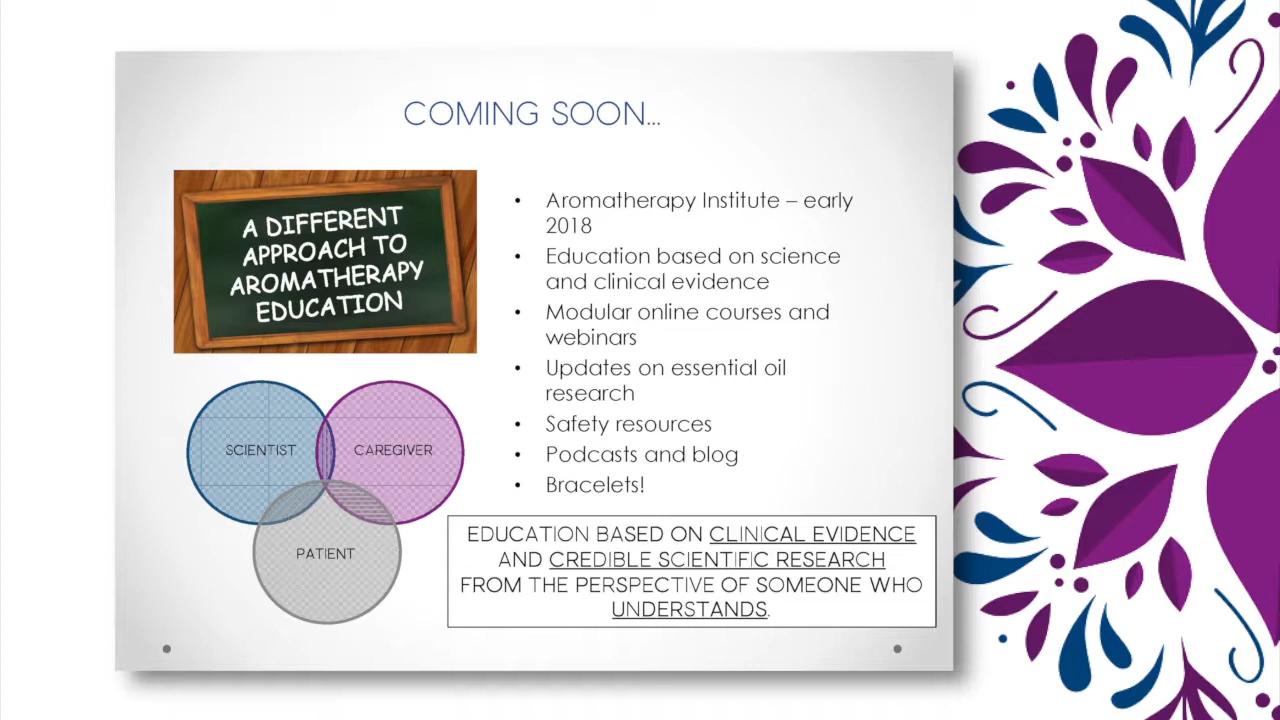 COMING SOON...
A DIFFERENT
APPROACH TO
AROMATHERAPY
EDUCATION
• Aromatherapy Institute – early
2018
• Education based on science
and clinical evidence
• Modular online courses and
webinars
• Updates on essential oil
research
• Safety resources
• Podcasts and blog
• Bracelets!
SCIENTIST
CAREGIVER
PATIENT
EDUCATION BASED ON CLINICAL EVIDENCE
AND CREDIBLE SCIENTIFIC RESEARCH
FROM THE PERSPECTIVE OF SOMEONE WHO
UNDERSTANDS.